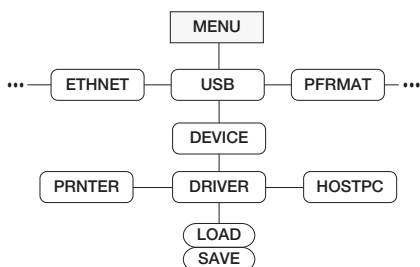 MENU
••• ETHNET USB PFRMAT •••
DEVICE
PRNTER DRIVER HOSTPC
LOAD
SAVE